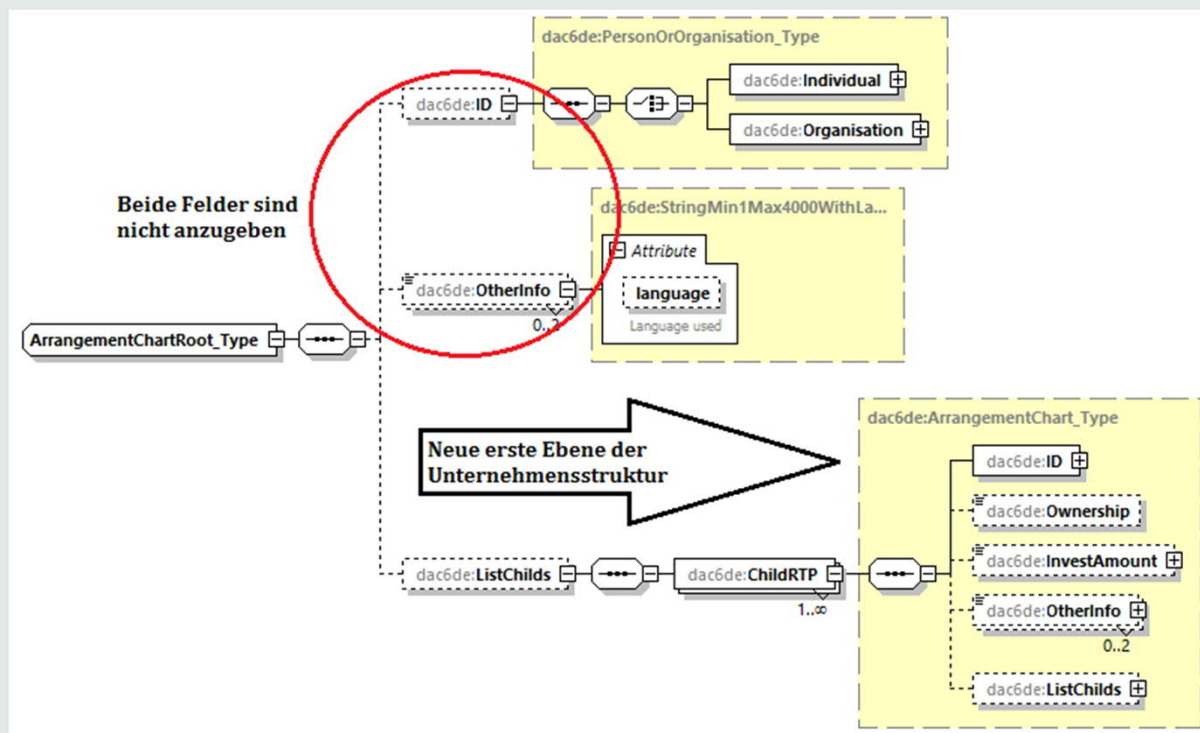 dac6de:PersonOrOrganisation_Type
dac6de:Individual
dac6de:ID
dac6de:Organisation
Beide Felder sind
nicht anzugeben
dac6de:StringMin1Max4000WithLa...
Attribute
dac6de:OtherInfo
language
0..2
Language used
ArrangementChartRoot_Type
dac6de:ArrangementChart_Type
Neue erste Ebene der
Unternehmensstruktur
dac6de:ID
dac6de:Ownership
dac6de:InvestAmount
dac6de:ListChilds
dac6de:ChildRTP
1..∞
dac6de:OtherInfo
0..2
dac6de:ListChilds